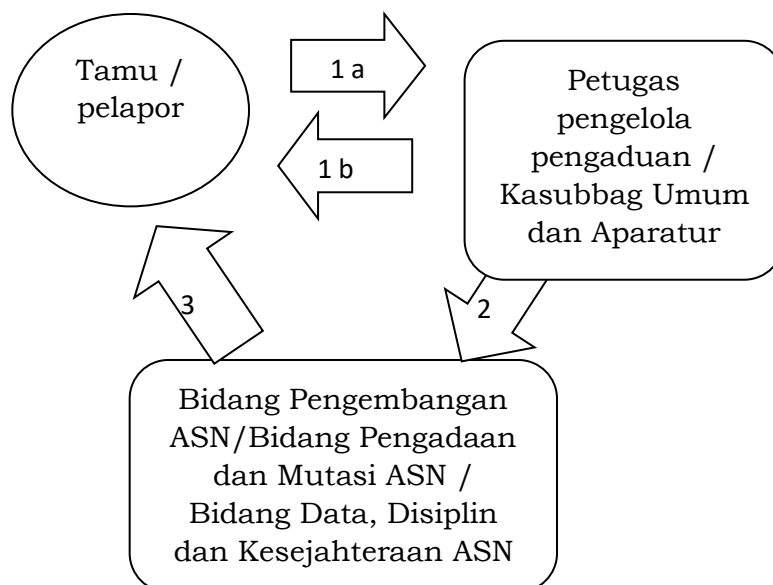 Tamu /
pelapor
1 a
1 b
Petugas
pengelola
pengaduan /
Kasubbag Umum
dan Aparatur
3
2
Bidang Pengembangan
ASN/Bidang Pengadaan
dan Mutasi ASN /
Bidang Data, Disiplin
dan Kesejahteraan ASN